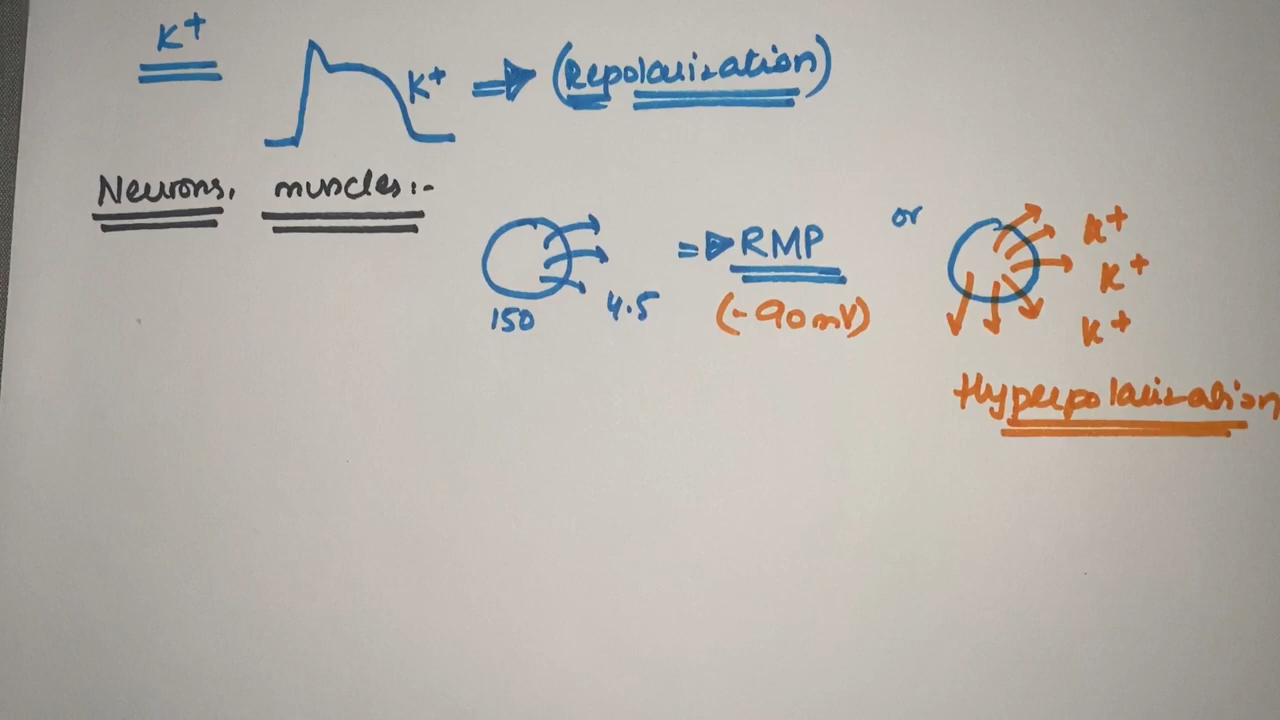 K+
K+ ⇒ (Repolarization)
Neurons, muscles:-
150 4.5 ⇒ RMP or K+
(-90mV) K+
K+
Hyperpolarization